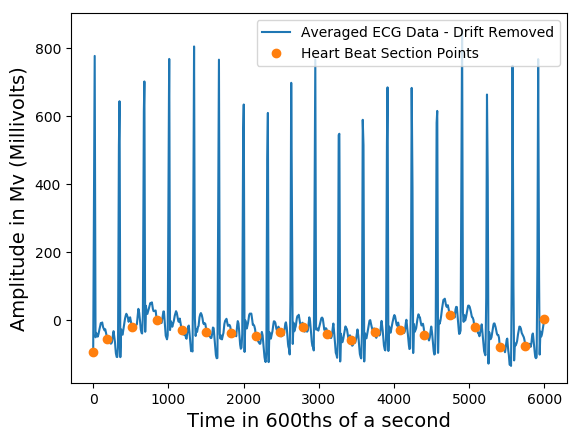 Averaged ECG Data - Drift Removed
Heart Beat Section Points
Amplitude in Mv (Millivolts)
800
600
400
200
0
0 1000 2000 3000 4000 5000 6000
Time in 600ths of a second